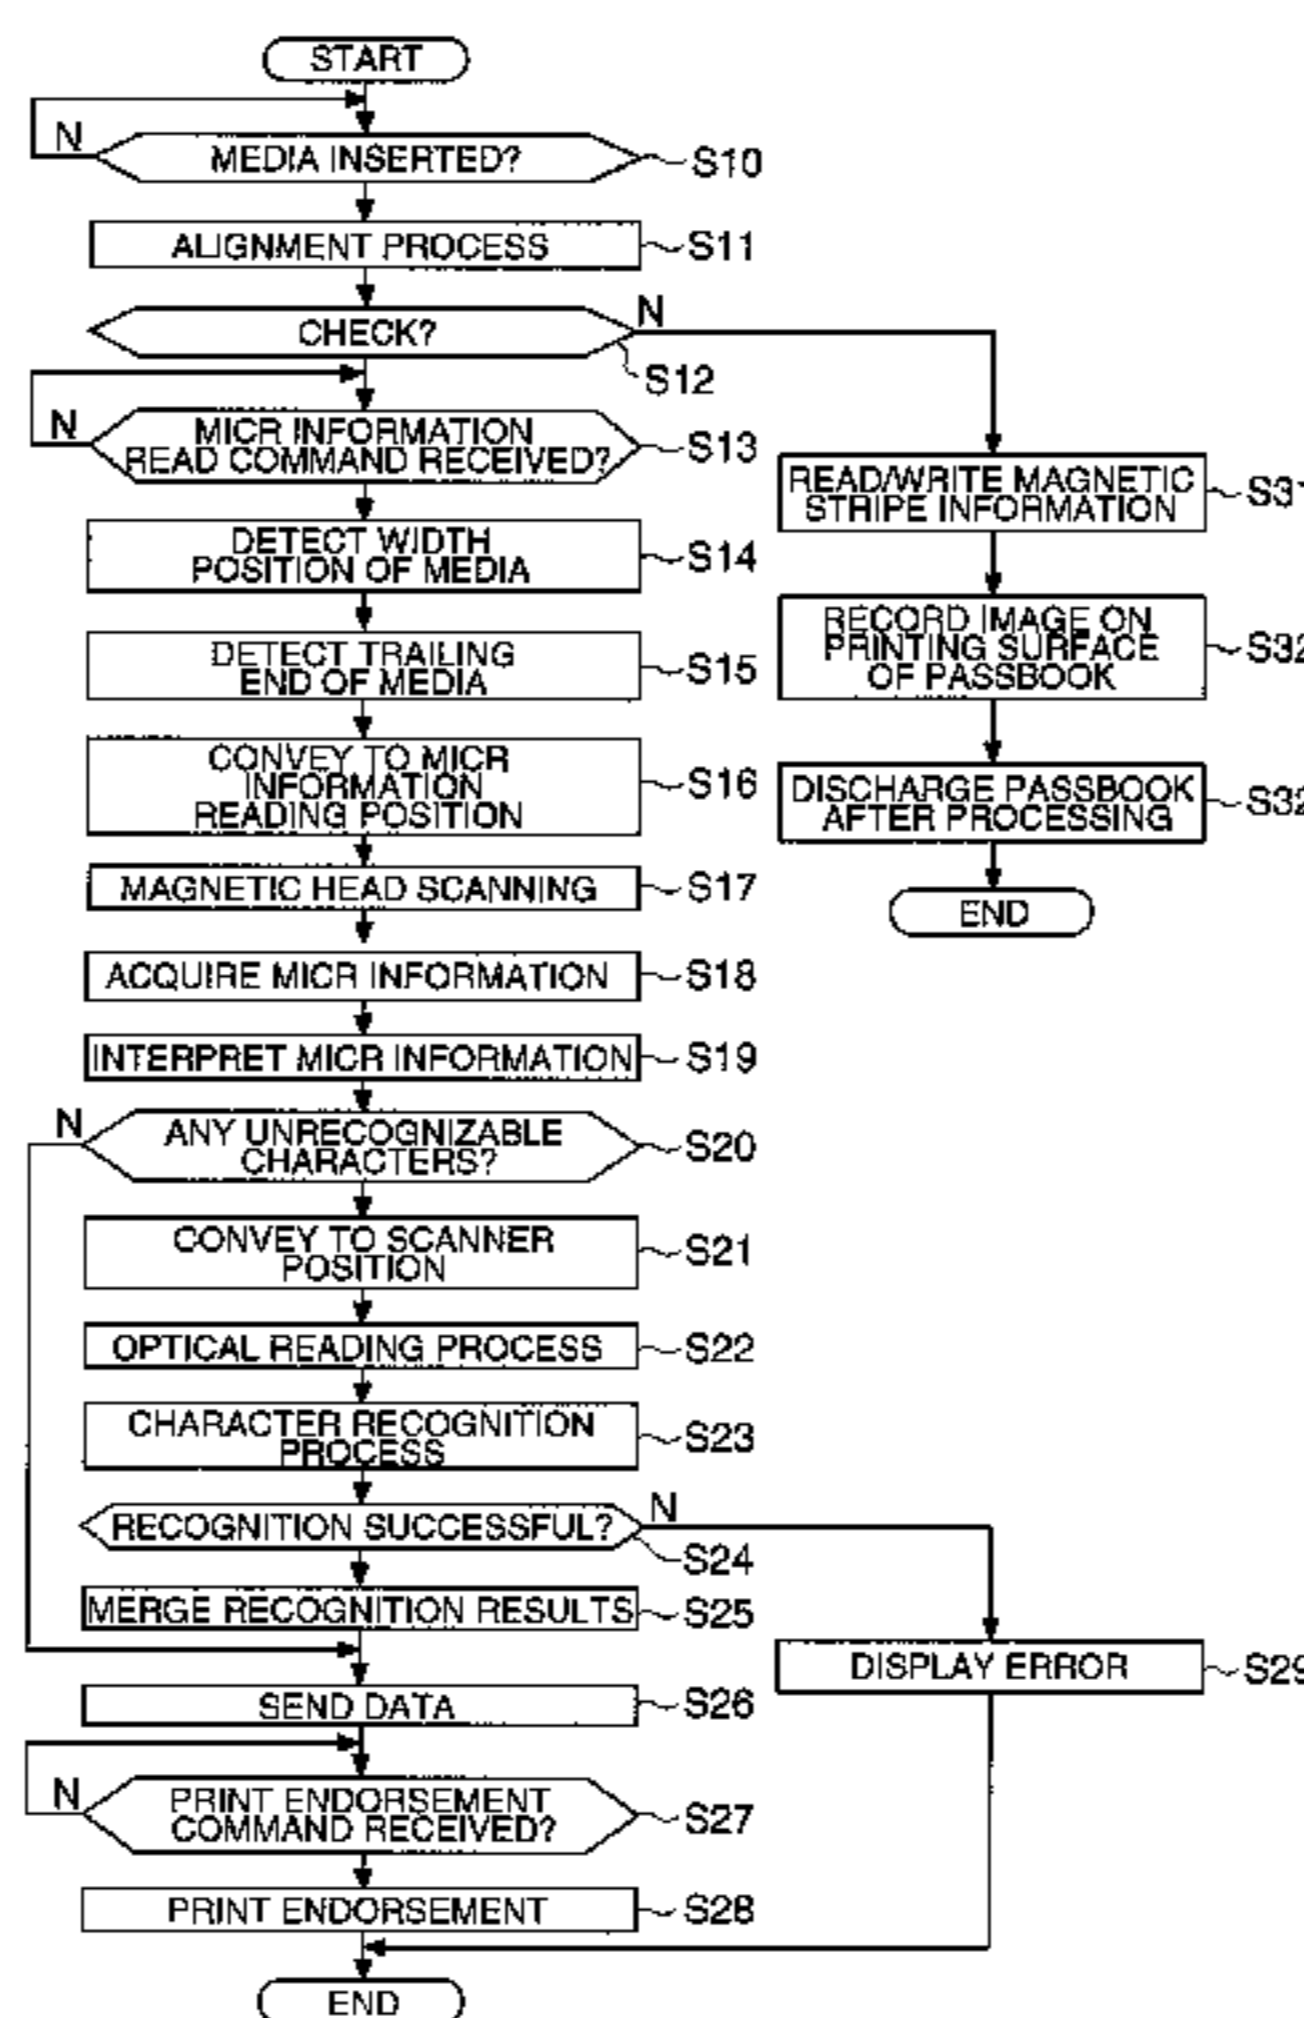 START
N
MEDIA INSERTED?
S10
ALIGNMENT PROCESS
S11
CHECK?
N
S12
N
MICR INFORMATION
READ COMMAND RECEIVED?
S13
DETECT WIDTH
POSITION OF MEDIA
S14
DETECT TRAILING
END OF MEDIA
S15
CONVEY TO MICR
INFORMATION
READING POSITION
S16
MAGNETIC HEAD SCANNING
S17
ACQUIRE MICR INFORMATION
S18
INTERPRET MICR INFORMATION
S19
N
ANY UNRECOGNIZABLE
CHARACTERS?
S20
CONVEY TO SCANNER
POSITION
S21
OPTICAL READING PROCESS
S22
CHARACTER RECOGNITION
PROCESS
S23
RECOGNITION SUCCESSFUL?
N
S24
MERGE RECOGNITION RESULTS
S25
SEND DATA
S26
N
PRINT ENDORSEMENT
COMMAND RECEIVED?
S27
PRINT ENDORSEMENT
S28
END
READ/WRITE MAGNETIC
STRIPE INFORMATION
S31
RECORD IMAGE ON
PRINTING SURFACE
OF PASSBOOK
S32
DISCHARGE PASSBOOK
AFTER PROCESSING
S32
END
DISPLAY ERROR
S29